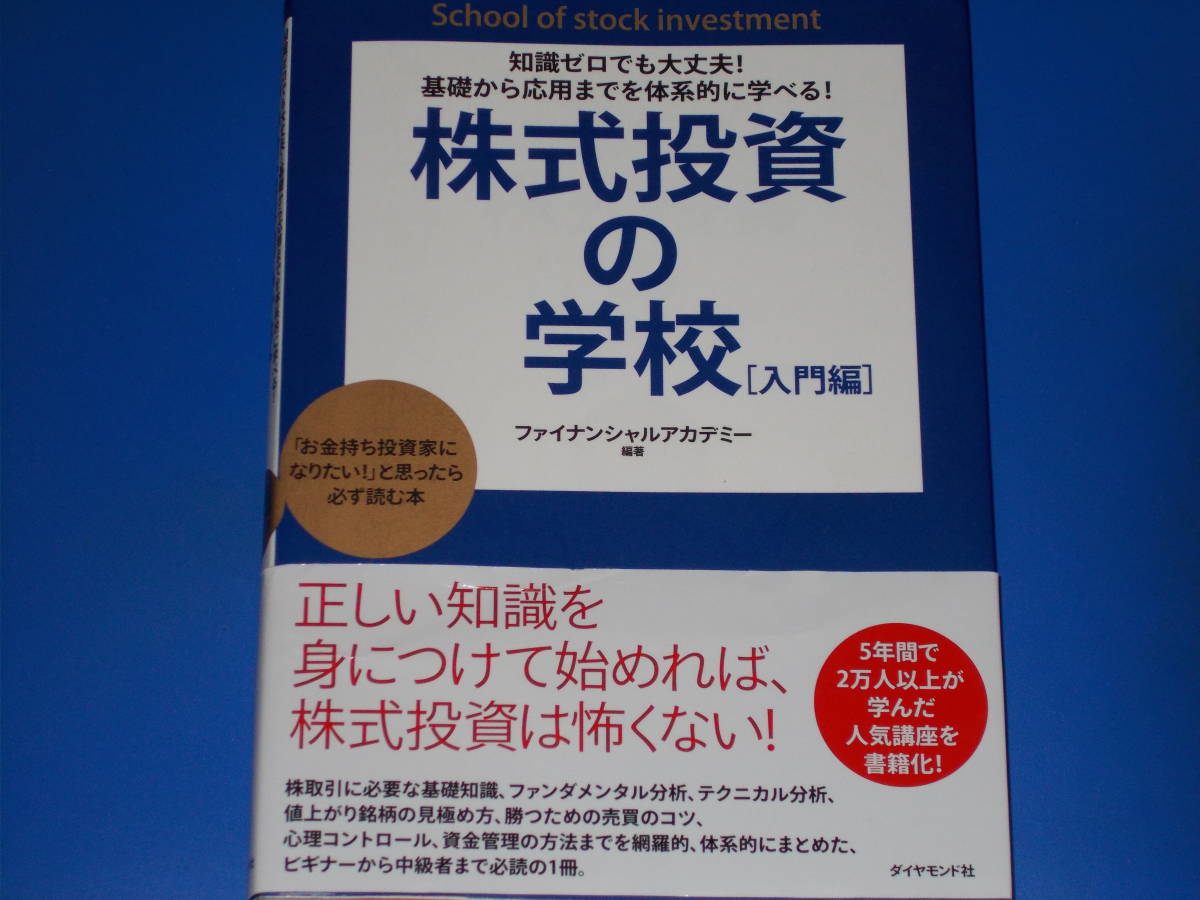 School of stock investment
知識ゼロでも大丈夫！
基礎から応用までを体系的に学べる！
株式投資
の
学校
［入門編］
ファイナンシャルアカデミー
編著
「お金持ち投資家に
なりたい！」と思ったら
必ず読む本
正しい知識を
身につけて始めれば、
株式投資は怖くない！
5年間で
2万人以上が
学んだ
人気講座を
書籍化！
株取引に必要な基礎知識、ファンダメンタル分析、テクニカル分析、
値上がり銘柄の見極め方、勝つための売買のコツ、
心理コントロール、資金管理の方法までを網羅的、体系的にまとめた、
ビギナーから中級者まで必読の1冊。
ダイヤモンド社